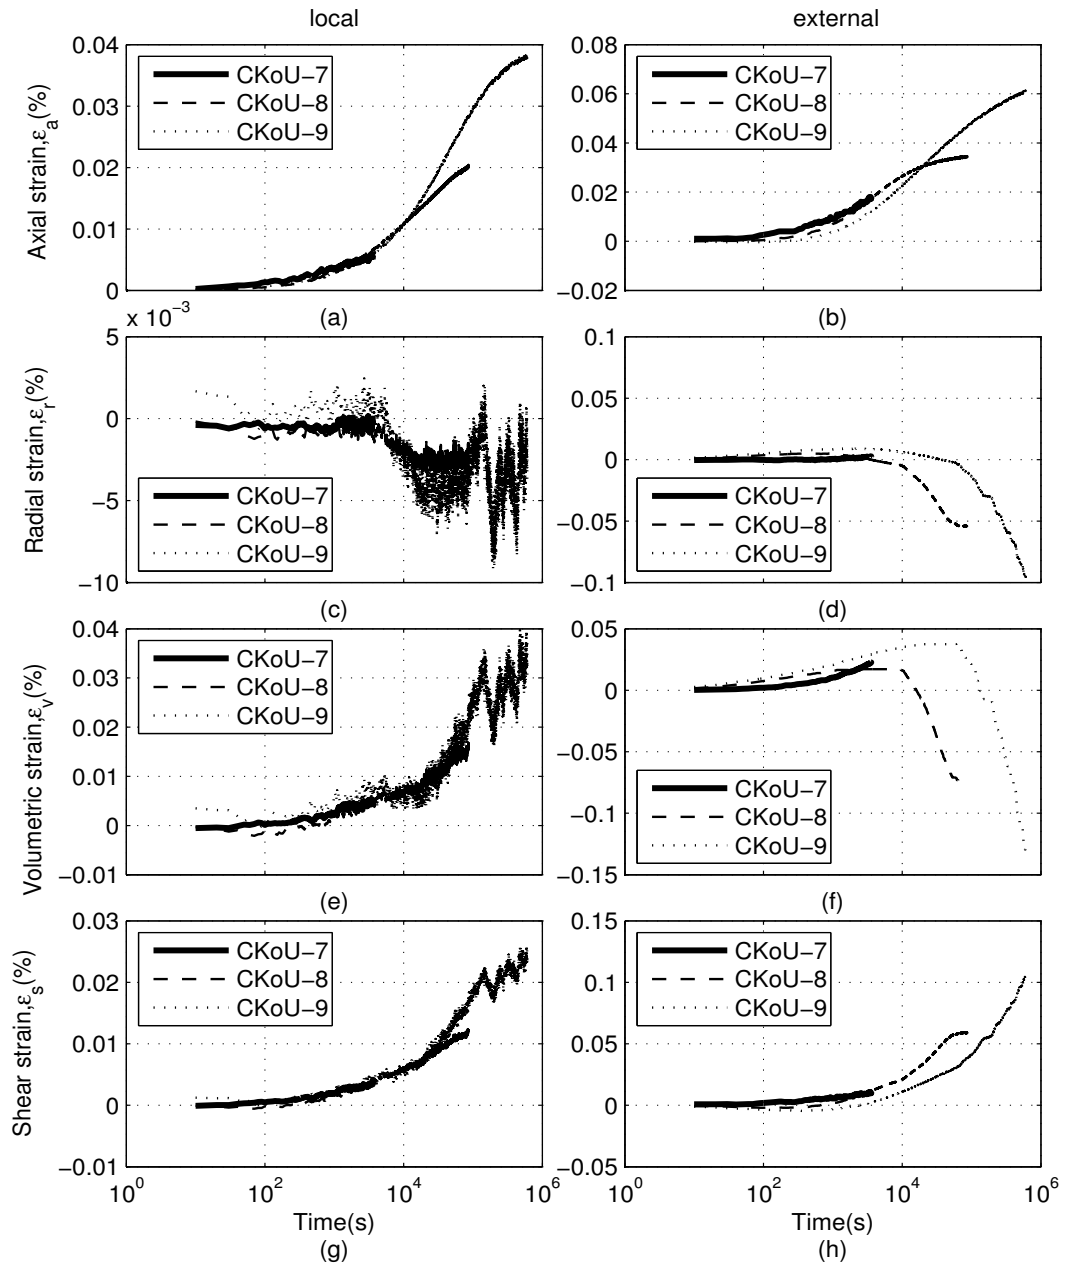 local
external
Axial strain,ε_a(%)
0.04
0.03
0.02
0.01
0
CKoU−7
CKoU−8
CKoU−9
(a)
0.08
0.06
0.04
0.02
0
−0.02
CKoU−7
CKoU−8
CKoU−9
(b)
x 10^−3
Radial strain,ε_r(%)
5
0
−5
−10
CKoU−7
CKoU−8
CKoU−9
(c)
0.1
0.05
0
−0.05
−0.1
CKoU−7
CKoU−8
CKoU−9
(d)
Volumetric strain,ε_v(%)
0.04
0.03
0.02
0.01
0
−0.01
CKoU−7
CKoU−8
CKoU−9
(e)
0.05
0
−0.05
−0.1
−0.15
CKoU−7
CKoU−8
CKoU−9
(f)
Shear strain,ε_s(%)
0.03
0.02
0.01
0
−0.01
CKoU−7
CKoU−8
CKoU−9
10^0 10^2 10^4 10^6
Time(s)
(g)
0.15
0.1
0.05
0
−0.05
CKoU−7
CKoU−8
CKoU−9
10^0 10^2 10^4 10^6
Time(s)
(h)